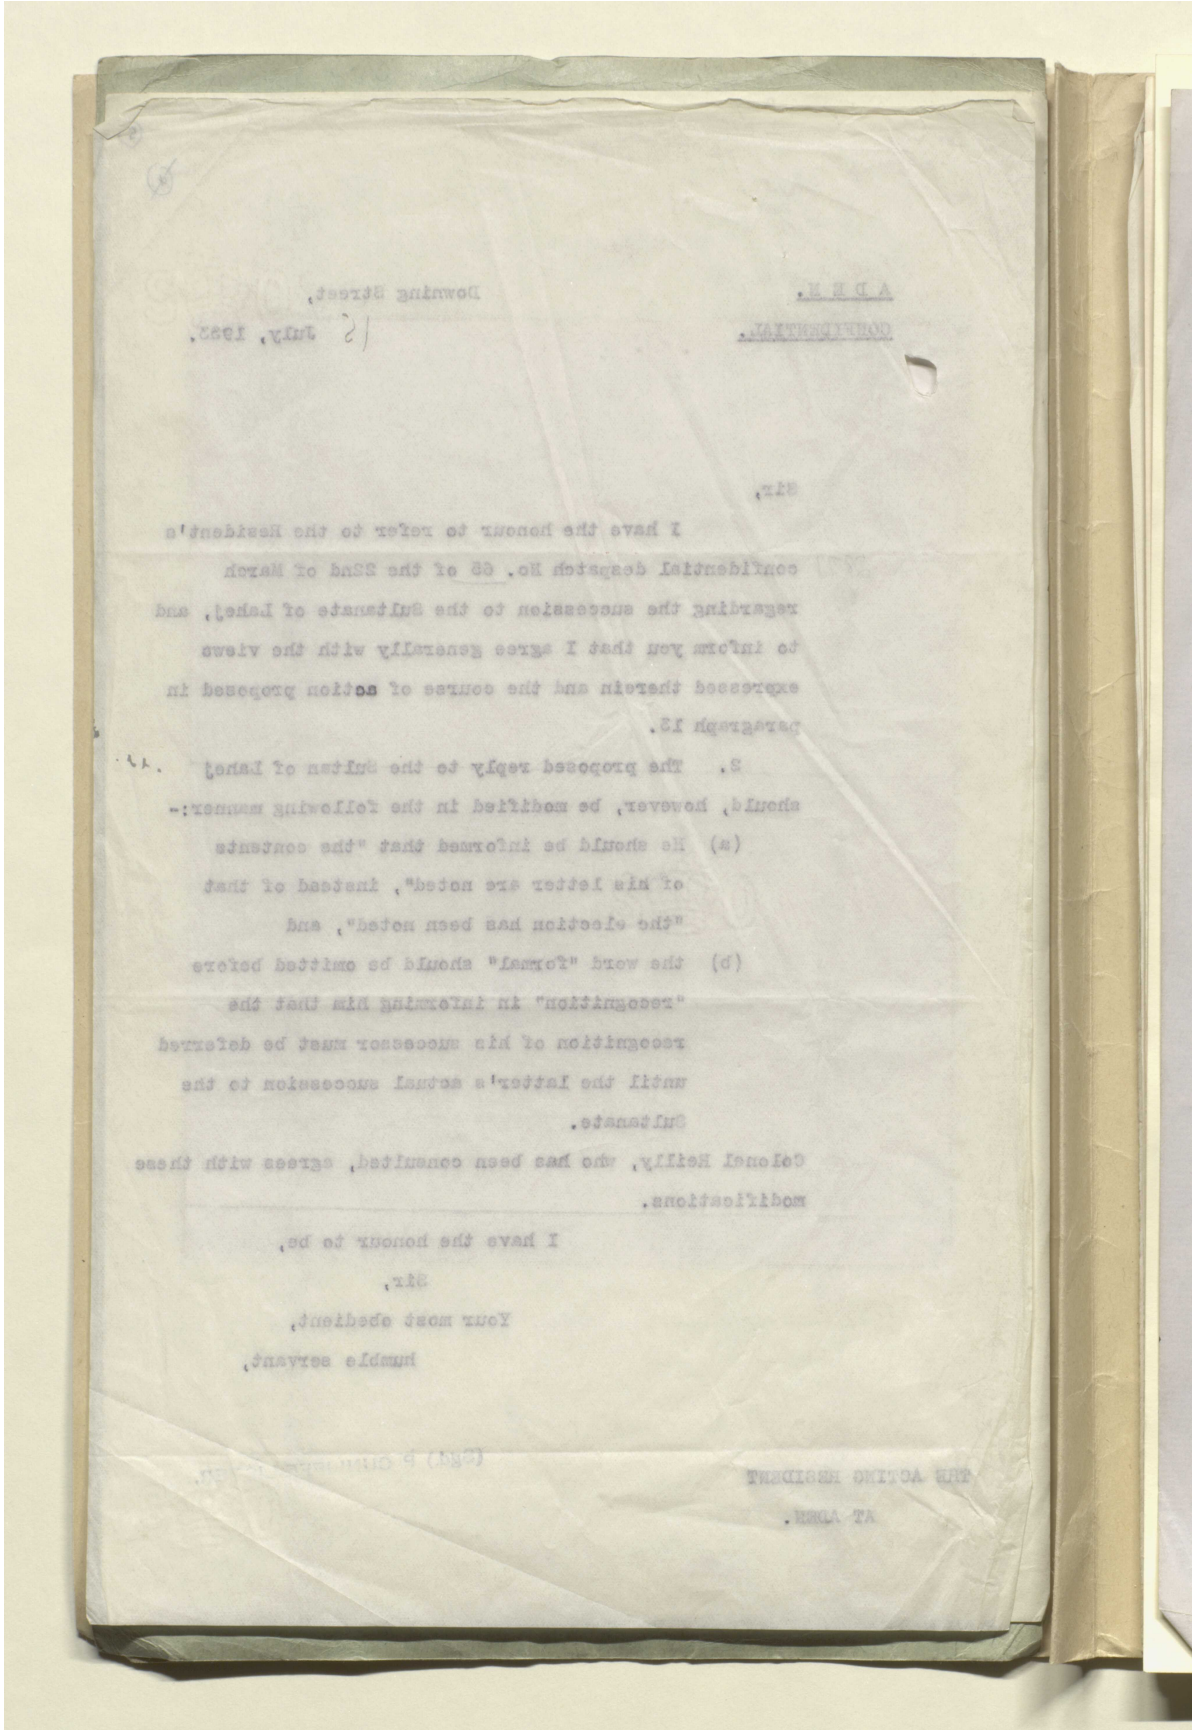 ADEN.
CONFIDENTIAL.
Downing Street,
15 July, 1933.
Sir,
I have the honour to refer to the Resident's
confidential despatch No. 65 of the 22nd of March
regarding the succession to the Sultanate of Lahej, and
to inform you that I agree generally with the views
expressed therein and the course of action proposed in
paragraph 13.
2. The proposed reply to the Sultan of Lahej
should, however, be modified in the following manner:-
(a) He should be informed that "the contents
of his letter are noted", instead of that
"the election has been noted", and
(b) the word "formal" should be omitted before
"recognition" in informing him that the
recognition of his successor must be deferred
until the latter's actual succession to the
Sultanate.
Colonel Reilly, who has been consulted, agrees with these
modifications.
I have the honour to be,
Sir,
Your most obedient,
humble servant,
(Sgd.) P
THE ACTING RESIDENT
AT ADEN.